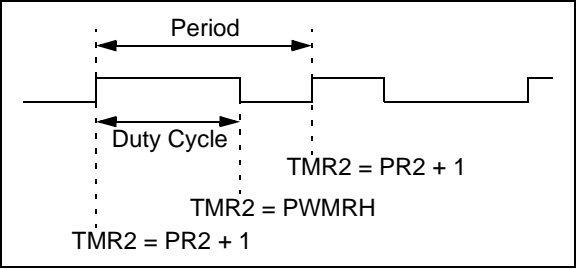 Period
Duty Cycle
TMR2 = PR2 + 1
TMR2 = PWMRH
TMR2 = PR2 + 1